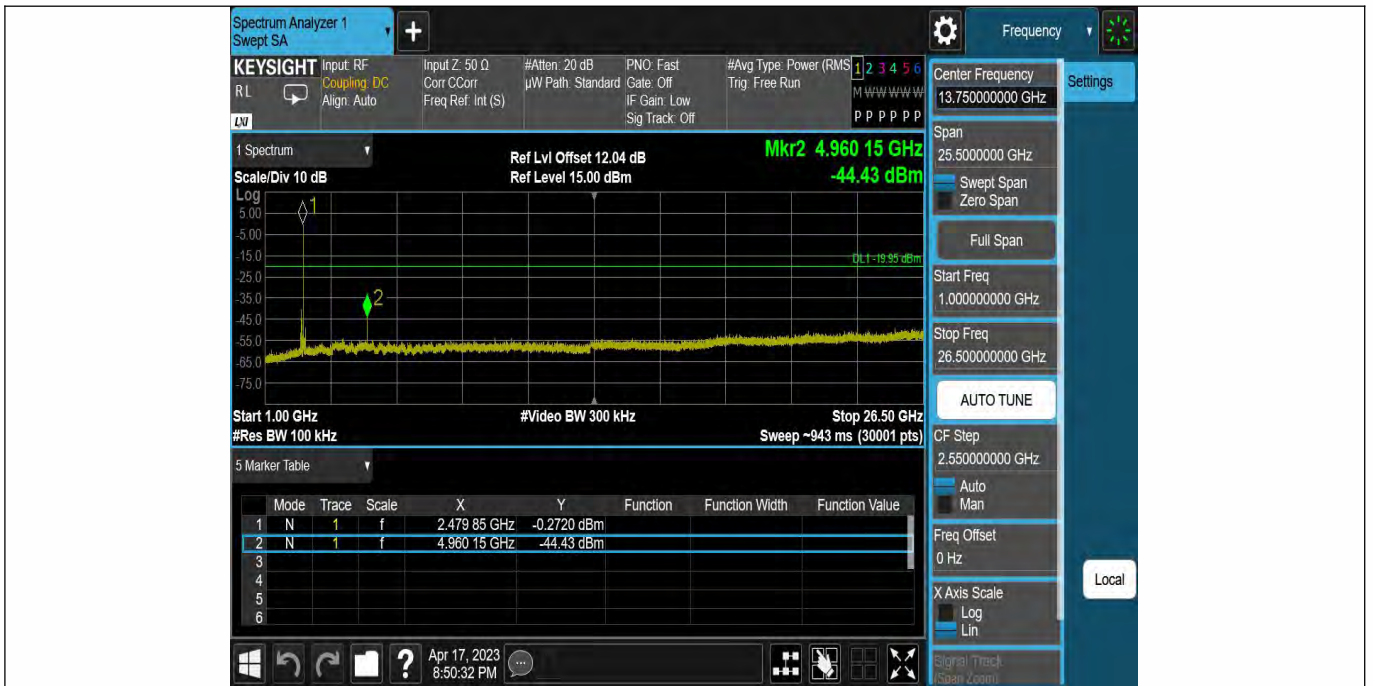 Spectrum Analyzer 1
Swept SA
+
Frequency
KEYSIGHT
RL
LXI
Input: RF
Coupling: DC
Align: Auto
Input Z: 50 Ω
Corr CCorr
Freq Ref: Int (S)
#Atten: 20 dB
µW Path: Standard
PNO: Fast
Gate: Off
IF Gain: Low
Sig Track: Off
#Avg Type: Power (RMS
Trig: Free Run
1 2 3 4 5 6
M W W W W W
P P P P P P
1 Spectrum
Scale/Div 10 dB
Ref Lvl Offset 12.04 dB
Ref Level 15.00 dBm
Mkr2 4.960 15 GHz
-44.43 dBm
Log
1
5.00
-5.00
-15.0
DL1 -19.95 dBm
-25.0
-35.0
2
-45.0
-55.0
-65.0
-75.0
Start 1.00 GHz
#Video BW 300 kHz
Stop 26.50 GHz
#Res BW 100 kHz
Sweep ~943 ms (30001 pts)
5 Marker Table
Mode Trace Scale X Y Function Function Width Function Value
1 N 1 f 2.479 85 GHz -0.2720 dBm
2 N 1 f 4.960 15 GHz -44.43 dBm
3
4
5
6
?
Apr 17, 2023
8:50:32 PM
Center Frequency
13.750000000 GHz
Settings
Span
25.5000000 GHz
Swept Span
Zero Span
Full Span
Start Freq
1.000000000 GHz
Stop Freq
26.500000000 GHz
AUTO TUNE
CF Step
2.550000000 GHz
Auto
Man
Freq Offset
0 Hz
X Axis Scale
Log
Lin
Signal Track
(Span Zoom)
Local